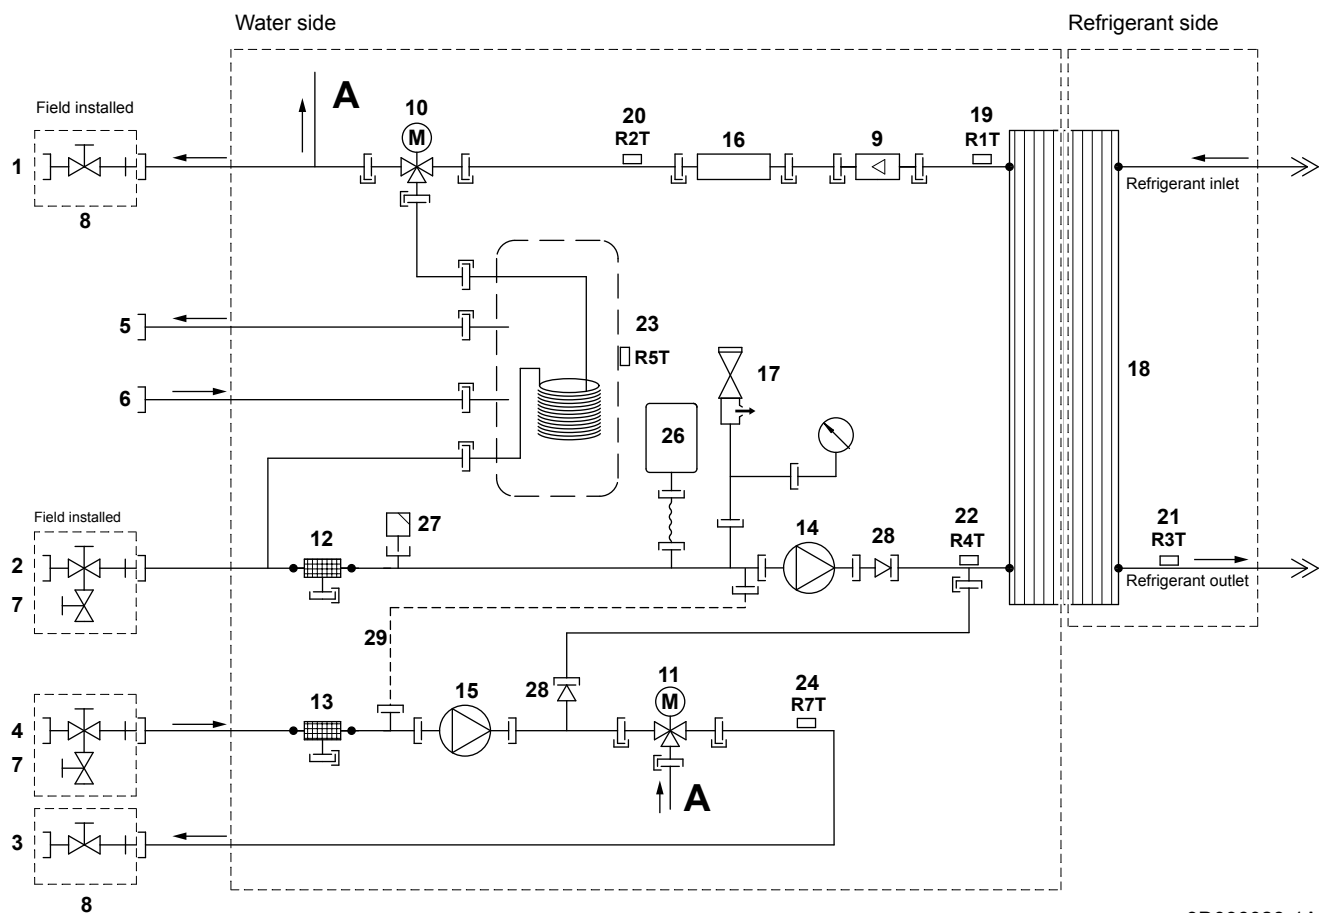 Water side
Refrigerant side
Field installed
A
10
M
20
R2T
16
9
19
R1T
1
8
Refrigerant inlet
5
23
R5T
17
18
6
26
Field installed
27
12
14
28
22
R4T
21
R3T
2
7
Refrigerant outlet
29
28
11
M
24
R7T
13
15
4
7
A
3
8